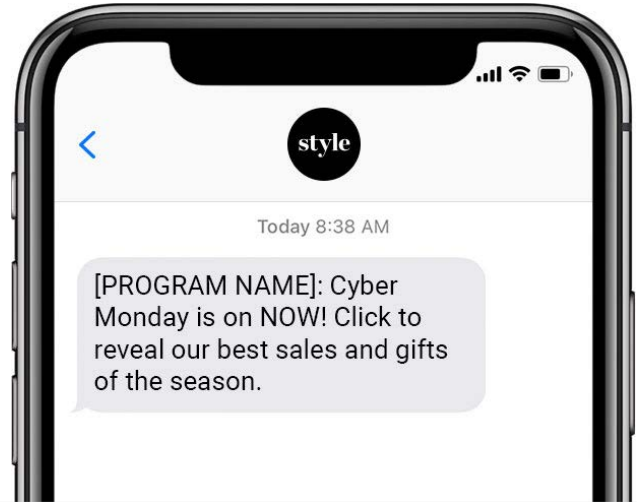 style
Today 8:38 AM
[PROGRAM NAME]: Cyber
Monday is on NOW! Click to
reveal our best sales and gifts
of the season.